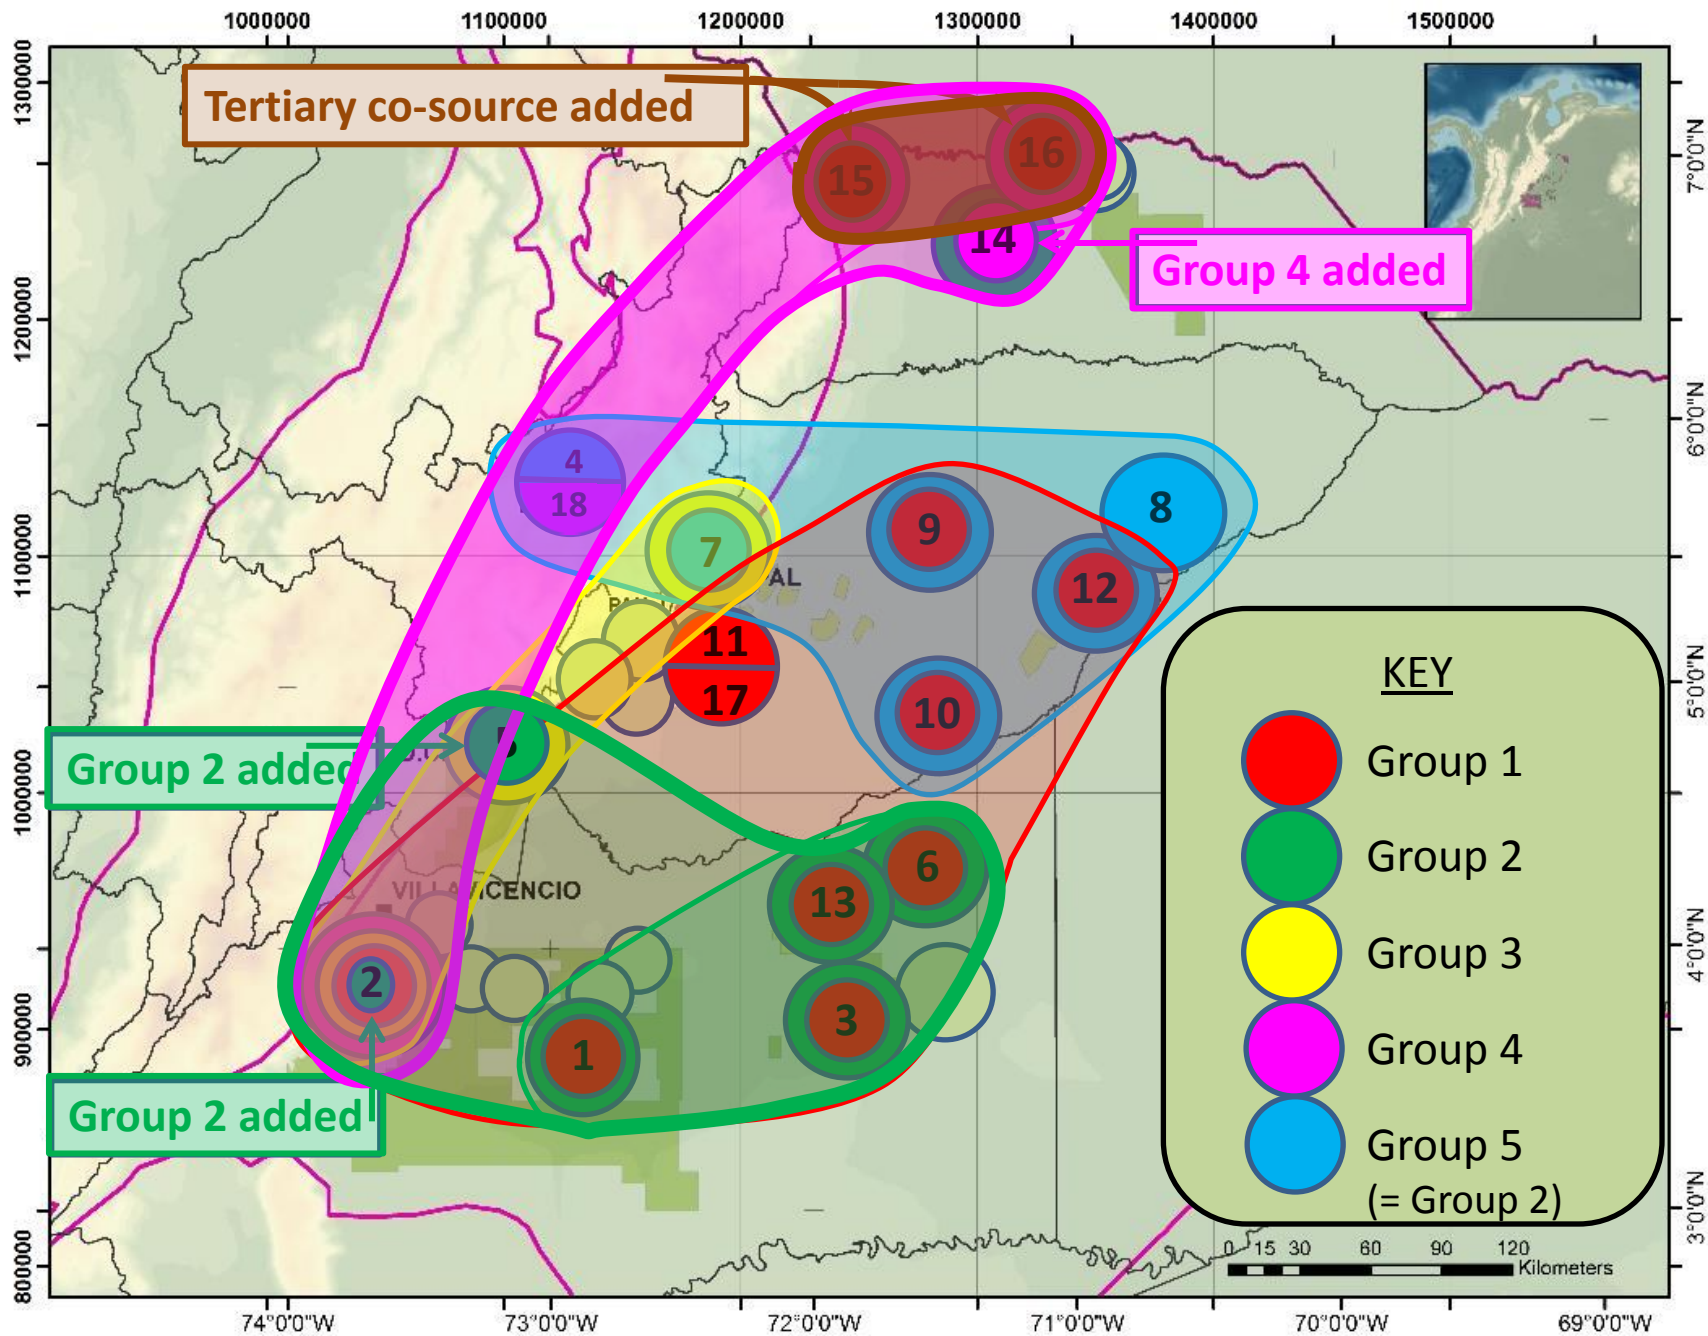 1000000 1100000 1200000 1300000 1400000 1500000
1300000
1200000
1100000
1000000
900000
800000
7°0'0"N
6°0'0"N
5°0'0"N
4°0'0"N
3°0'0"N
Tertiary co-source added
15
16
14
Group 4 added
4
18
7
9
8
12
AL
11
17
10
5
Group 2 added
VILLAVICENCIO
6
13
2
3
1
Group 2 added
KEY
Group 1
Group 2
Group 3
Group 4
Group 5
(= Group 2)
0 15 30 60 90 120
Kilometers
74°0'0"W 73°0'0"W 72°0'0"W 71°0'0"W 70°0'0"W 69°0'0"W